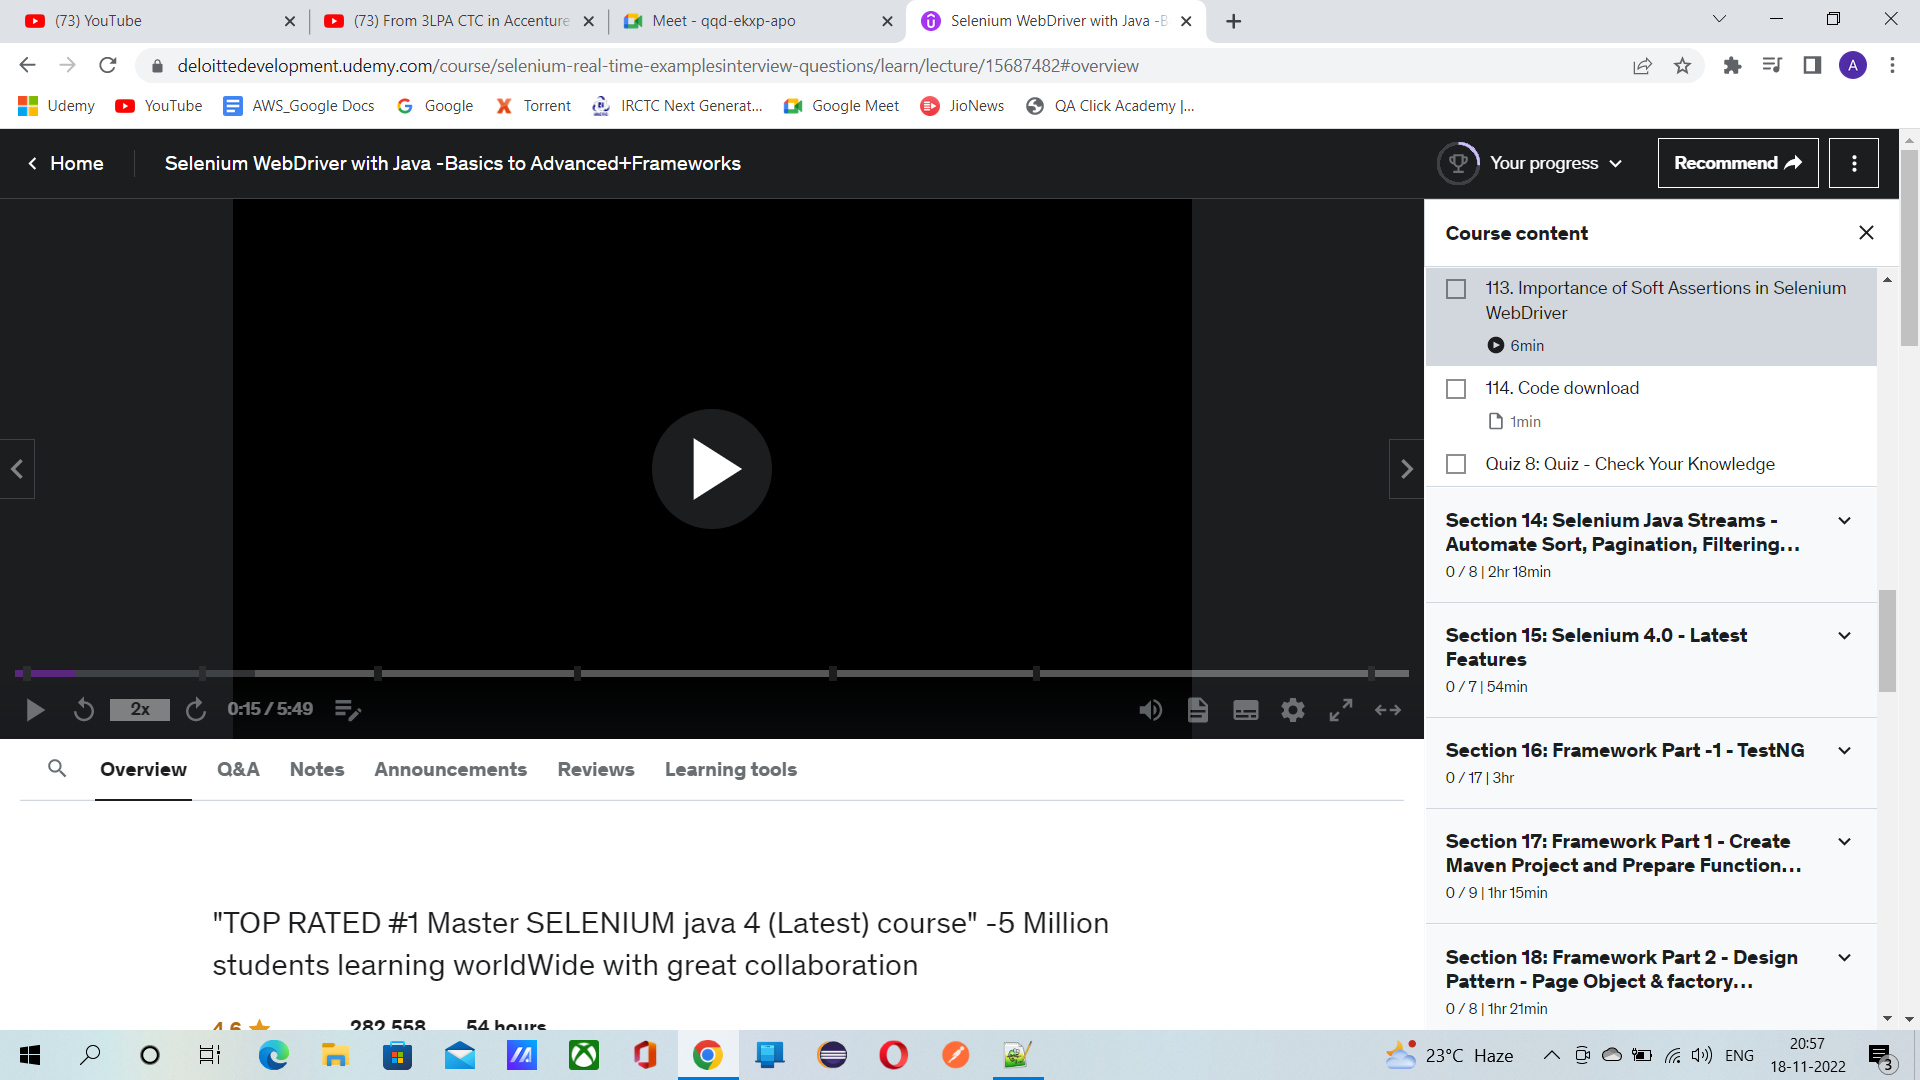 (73) YouTube
(73) From 3LPA CTC in Accenture
Meet - qqd-ekxp-apo
Selenium WebDriver with Java -B
deloittedevelopment.udemy.com/course/selenium-real-time-examplesinterview-questions/learn/lecture/15687482#overview
A
Udemy
YouTube
AWS_Google Docs
Google
Torrent
IRCTC Next Generat...
Google Meet
JioNews
QA Click Academy |...
Home
Selenium WebDriver with Java -Basics to Advanced+Frameworks
Your progress
Recommend
Course content
113. Importance of Soft Assertions in Selenium
WebDriver
6min
114. Code download
1min
Quiz 8: Quiz - Check Your Knowledge
Section 14: Selenium Java Streams -
Automate Sort, Pagination, Filtering...
0 / 8 | 2hr 18min
Section 15: Selenium 4.0 - Latest
Features
0 / 7 | 54min
Section 16: Framework Part -1 - TestNG
0 / 17 | 3hr
Section 17: Framework Part 1 - Create
Maven Project and Prepare Function...
0 / 9 | 1hr 15min
Section 18: Framework Part 2 - Design
Pattern - Page Object & factory...
0 / 8 | 1hr 21min
2x
0:15 / 5:49
Overview
Q&A
Notes
Announcements
Reviews
Learning tools
"TOP RATED #1 Master SELENIUM java 4 (Latest) course" -5 Million
students learning worldWide with great collaboration
4.6
282,558
54 hours
23°C Haze
ENG
20:57
18-11-2022
3